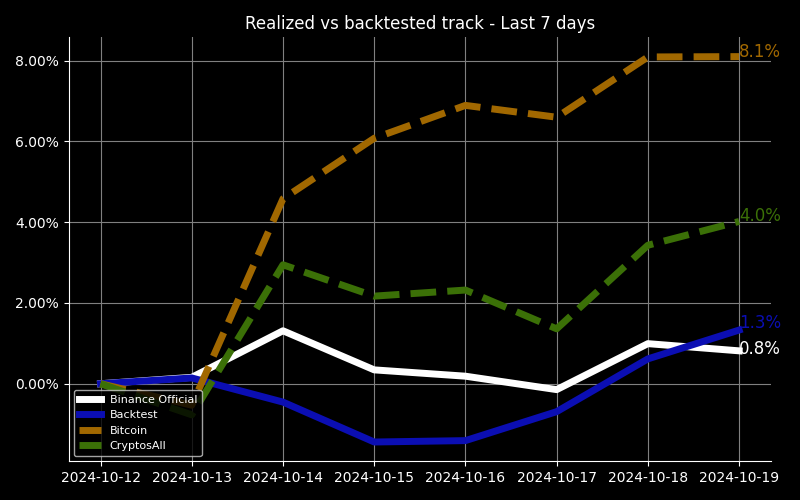 Realized vs backtested track - Last 7 days
8.00%
6.00%
4.00%
2.00%
0.00%
8.1%
4.0%
1.3%
0.8%
Binance Official
Backtest
Bitcoin
CryptosAll
2024-10-12 2024-10-13 2024-10-14 2024-10-15 2024-10-16 2024-10-17 2024-10-18 2024-10-19